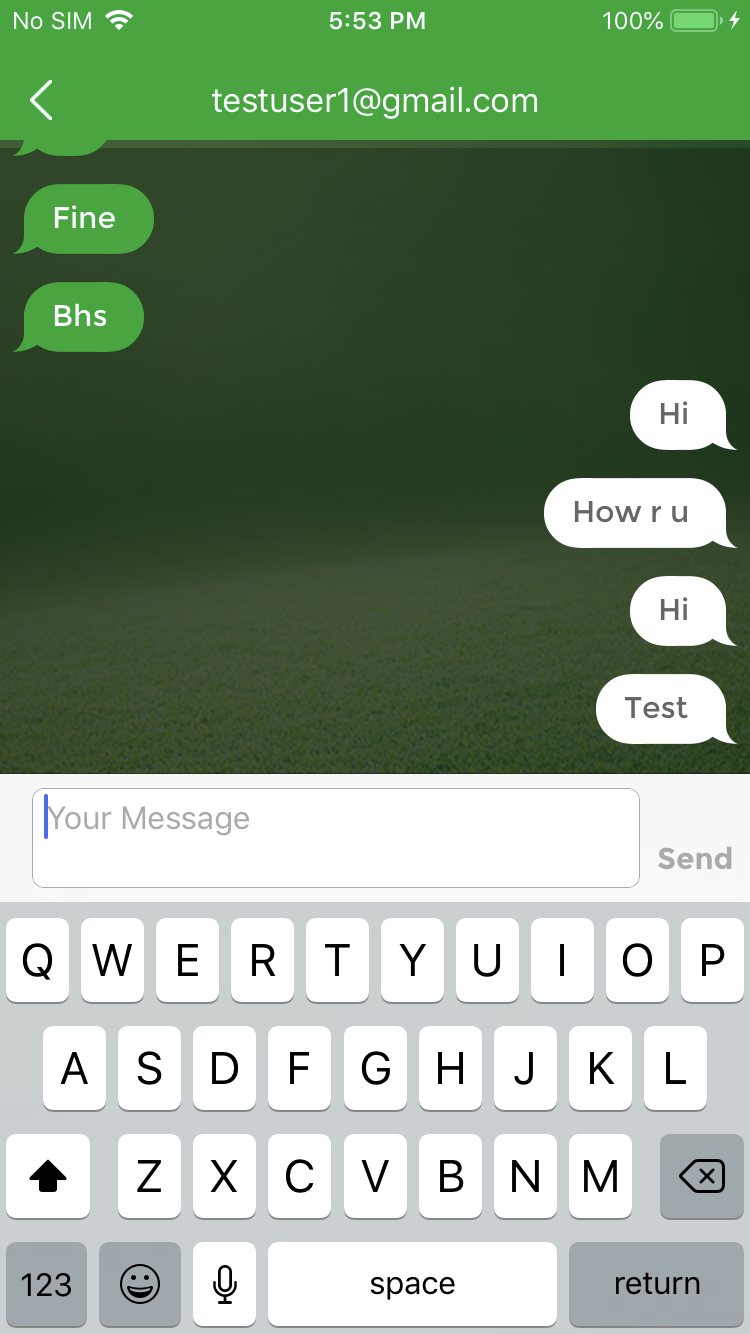 No SIM 5:53 PM 100%
testuser1@gmail.com
Fine
Bhs
Hi
How r u
Hi
Test
Your Message
Send
Q W E R T Y U I O P
A S D F G H J K L
Z X C V B N M
123 space return